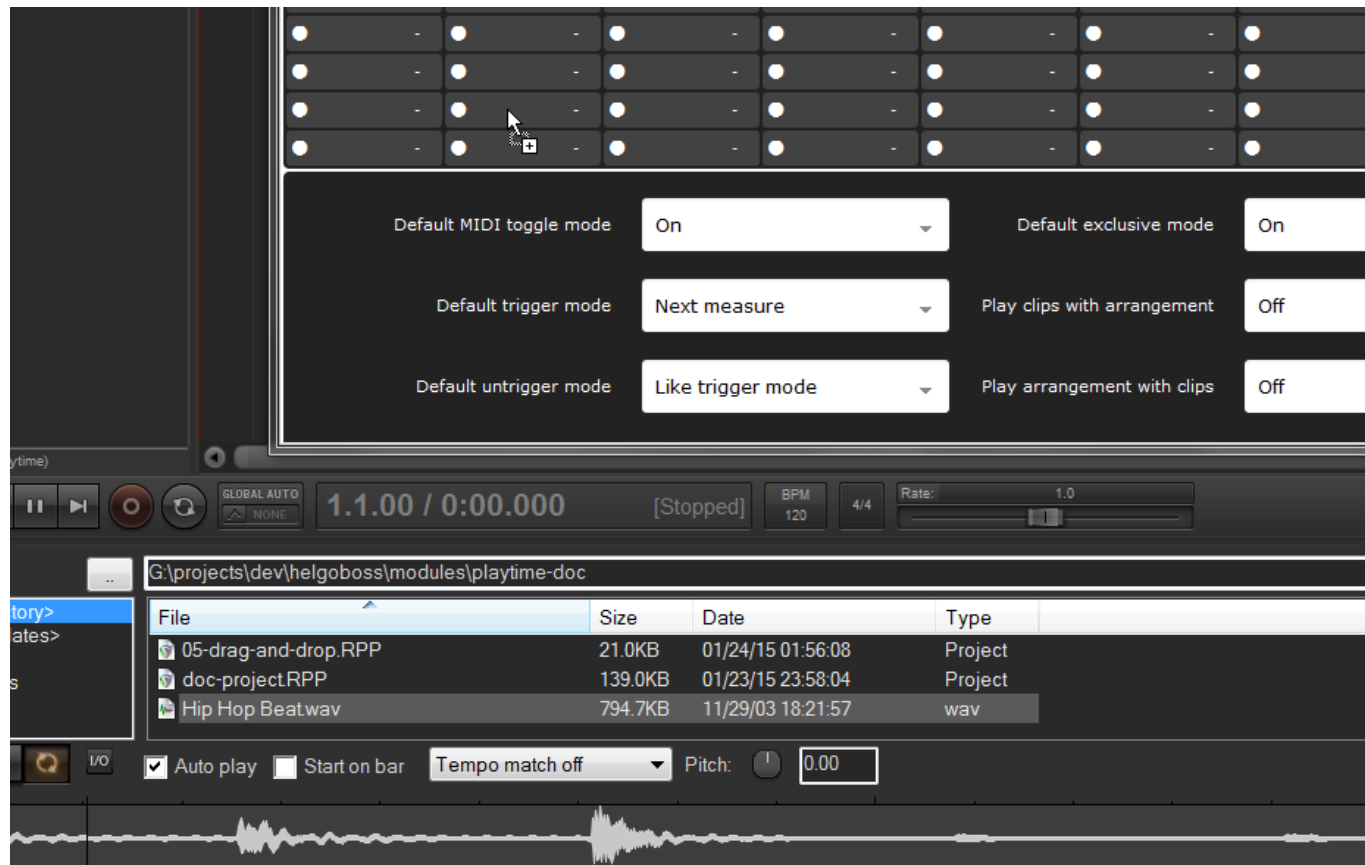 - - - - - -
- - - - - -
- - - - - -
- - - - - -
Default MIDI toggle mode On Default exclusive mode On
Default trigger mode Next measure Play clips with arrangement Off
Default untrigger mode Like trigger mode Play arrangement with clips Off
ytime)
GLOBAL AUTO
NONE
1.1.00 / 0:00.000 [Stopped]
BPM
120
4/4
Rate: 1.0
.. G:\projects\dev\helgoboss\modules\playtime-doc
tory>
lates>
s
File Size Date Type
05-drag-and-drop.RPP 21.0KB 01/24/15 01:56:08 Project
doc-project.RPP 139.0KB 01/23/15 23:58:04 Project
Hip Hop Beat.wav 794.7KB 11/29/03 18:21:57 wav
I/O Auto play Start on bar Tempo match off Pitch: 0.00